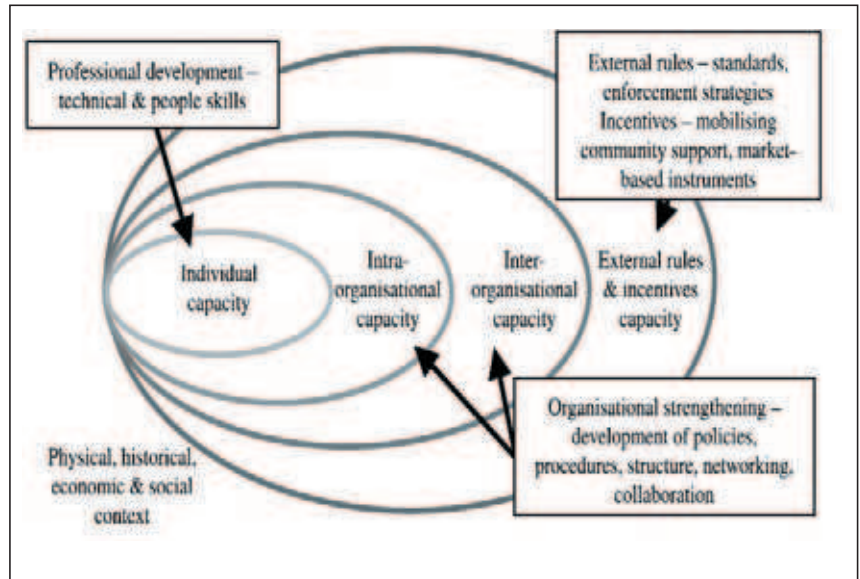 Professional development –
technical & people skills
External rules – standards,
enforcement strategies
Incentives – mobilising
community support, market-
based instruments
Individual
capacity
Intra-
organisational
capacity
Inter-
organisational
capacity
External rules
& incentives
capacity
Physical, historical,
economic & social
context
Organisational strengthening –
development of policies,
procedures, structure, networking,
collaboration